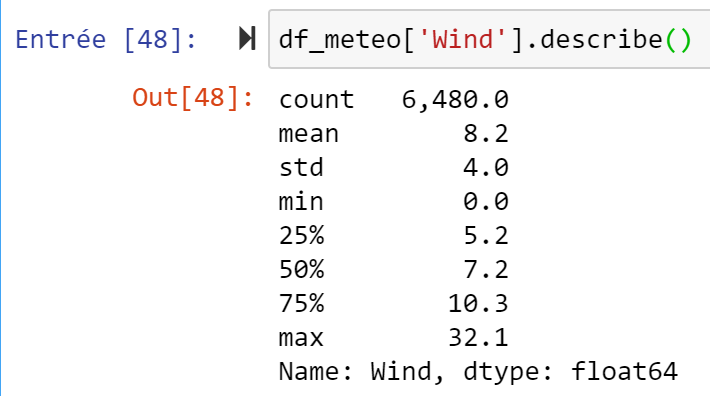 Entrée [48]: df_meteo['Wind'].describe()
Out[48]: count 6,480.0
mean 8.2
std 4.0
min 0.0
25% 5.2
50% 7.2
75% 10.3
max 32.1
Name: Wind, dtype: float64